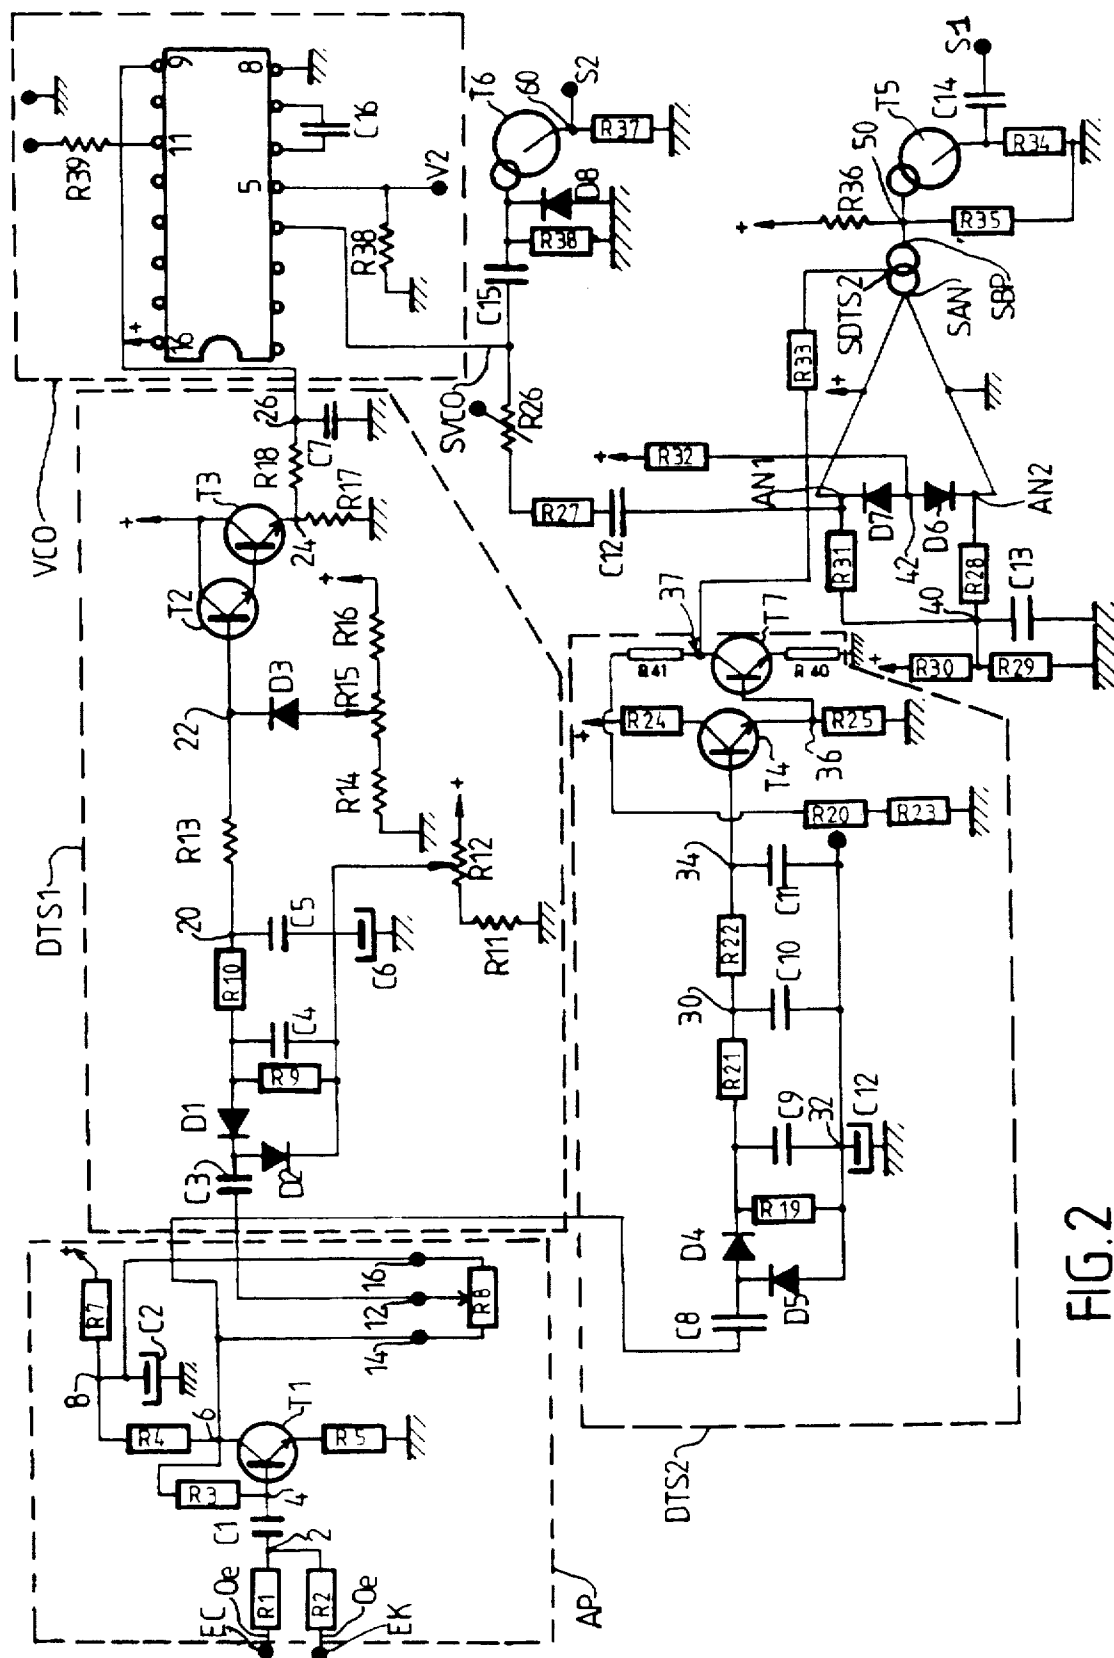 VCO
R39
+
16
11
9
8
5
C16
V2
R38
26
SVCO
DTS1
T2
T3
+
R18
C7
24
R17
22
D3
+
R16
R15
R14
R13
20
R10
C5
C6
+
R12
R11
C4
R9
D1
D2
C3
T6
60
S2
R37
D8
R38
C15
R26
R27
C12
+
R32
AN1
R33
SDTS2
SAN
SBP
+
+
R36
50
T5
S1
C14
R34
R35
D7
42
D6
AN2
R31
R28
40
C13
+
R30
R29
37
R41
T7
R40
+
R24
T4
36
R25
R20
R23
34
C11
R22
30
C10
R21
C9
32
C12
R19
D4
D5
C8
DTS2
+
R7
8
C2
16
12
14
R8
R4
6
T1
R5
R3
4
C1
2
EC
Oe
R1
R2
Oe
EK
AP
FIG.2